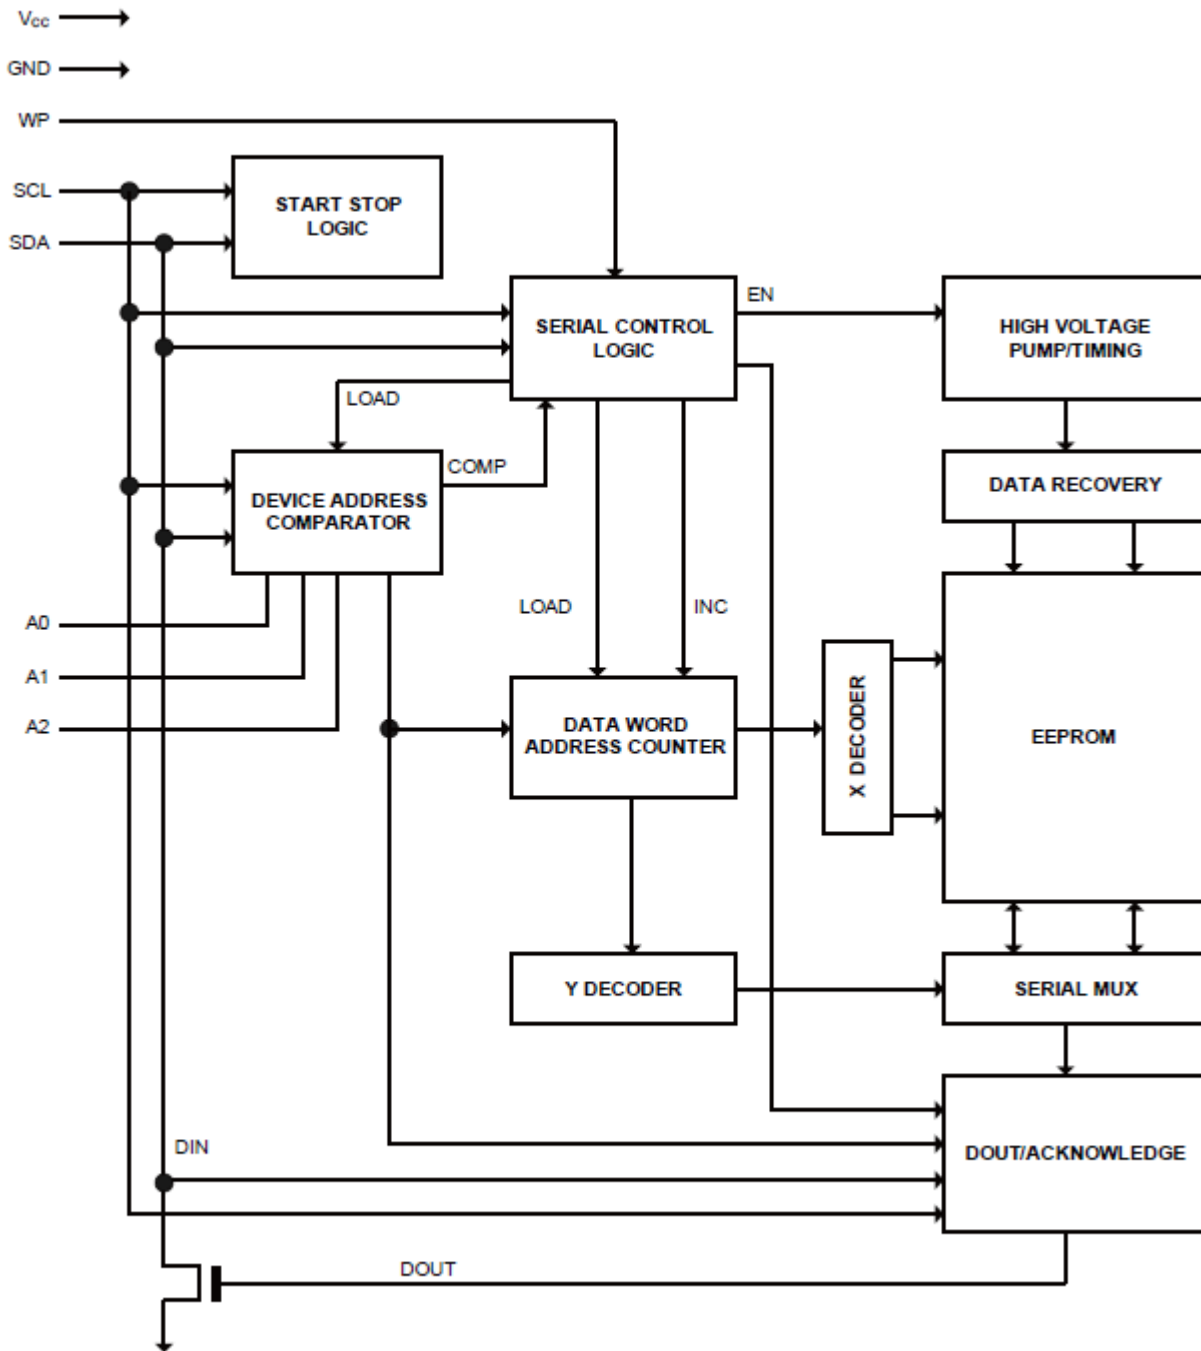 Vcc
GND
WP
SCL
SDA
START STOP
LOGIC
SERIAL CONTROL
LOGIC
EN
HIGH VOLTAGE
PUMP/TIMING
LOAD
COMP
DEVICE ADDRESS
COMPARATOR
DATA RECOVERY
LOAD
INC
A0
A1
A2
DATA WORD
ADDRESS COUNTER
X DECODER
EEPROM
Y DECODER
SERIAL MUX
DIN
DOUT/ACKNOWLEDGE
DOUT